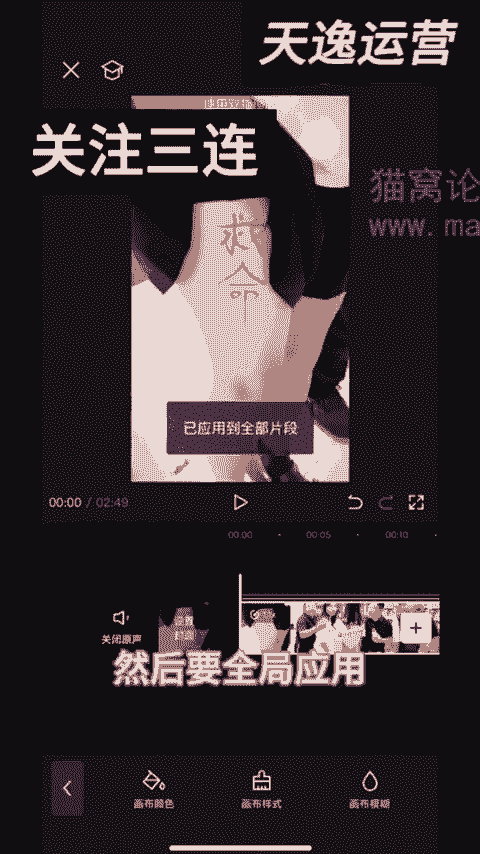 天逸运营
关注三连
猫窝论
www. ma
救命
已应用到全部片段
00:00 / 02:49
00:00
00:05
00:10
关闭原声
然后要全局应用
画布颜色
画布样式
画布模糊